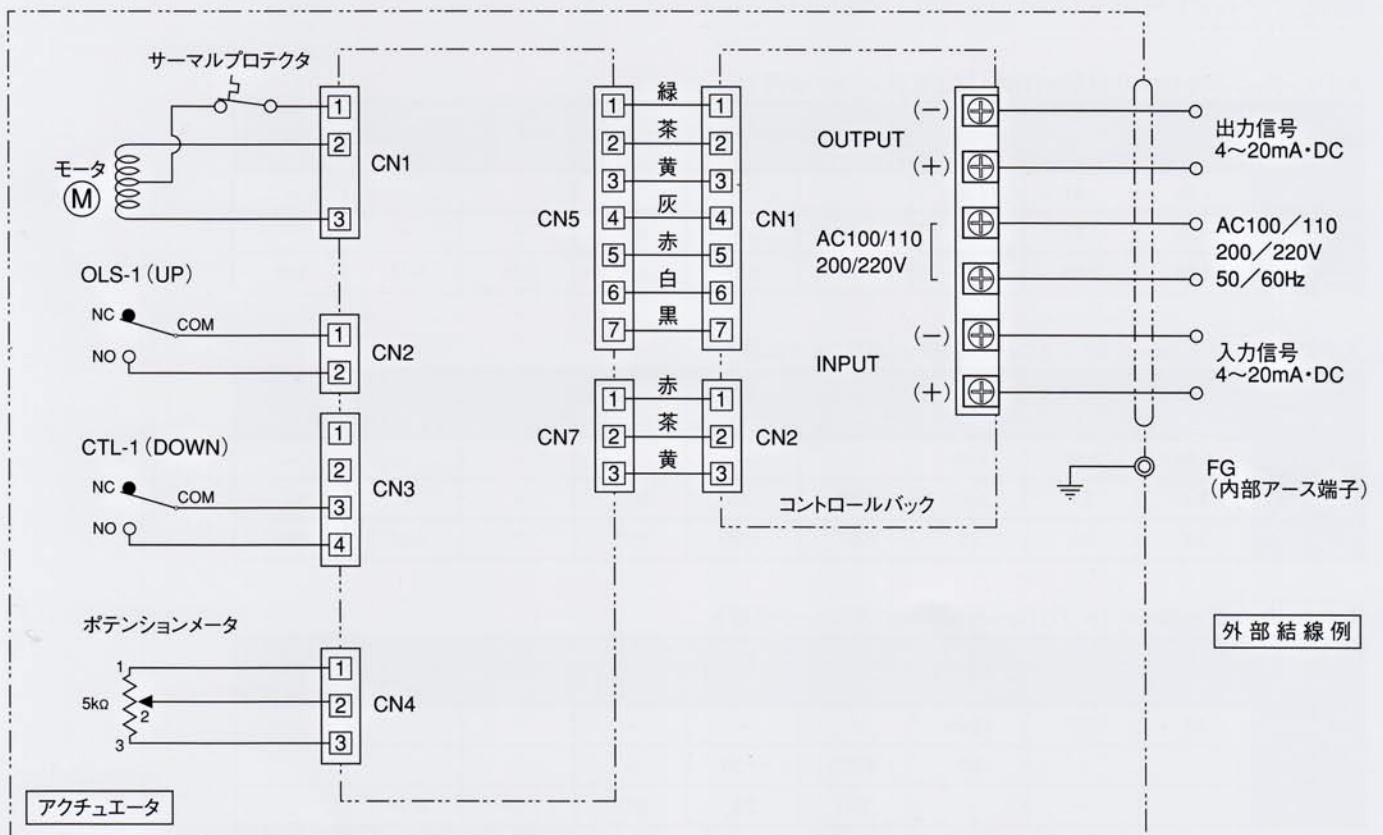 サーマルプロテクタ
モータ
M
1
2
3
CN1
OLS-1(UP)
NC
COM
NO
1
2
CN2
CTL-1(DOWN)
NC
COM
NO
1
2
3
4
CN3
ポテンションメータ
1
5kΩ
2
3
1
2
3
CN4
アクチュエータ
CN5
1 緑 1
2 茶 2
3 黄 3
4 灰 4
5 赤 5
6 白 6
7 黒 7
CN1
CN7
1 赤 1
2 茶 2
3 黄 3
CN2
コントロールバック
(-)
OUTPUT
(+)
AC100/110
200/220V
(-)
INPUT
(+)
出力信号
4~20mA・DC
AC100/110
200/220V
50/60Hz
入力信号
4~20mA・DC
FG
(内部アース端子)
外部結線例